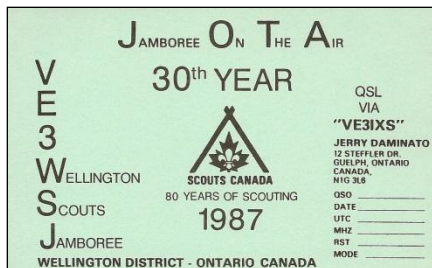 JAMBOREE ON THE AIR
30th YEAR
VE3WSJ
WELLINGTON
SCOUTS
JAMBOREE
SCOUTS CANADA
80 YEARS OF SCOUTING
1987
WELLINGTON DISTRICT - ONTARIO CANADA
QSL
VIA
"VE3IXS"
JERRY DAMINATO
12 STEFFLER DR.
GUELPH, ONTARIO
CANADA,
N1G 3L6
QSO
DATE
UTC
MHZ
RST
MODE